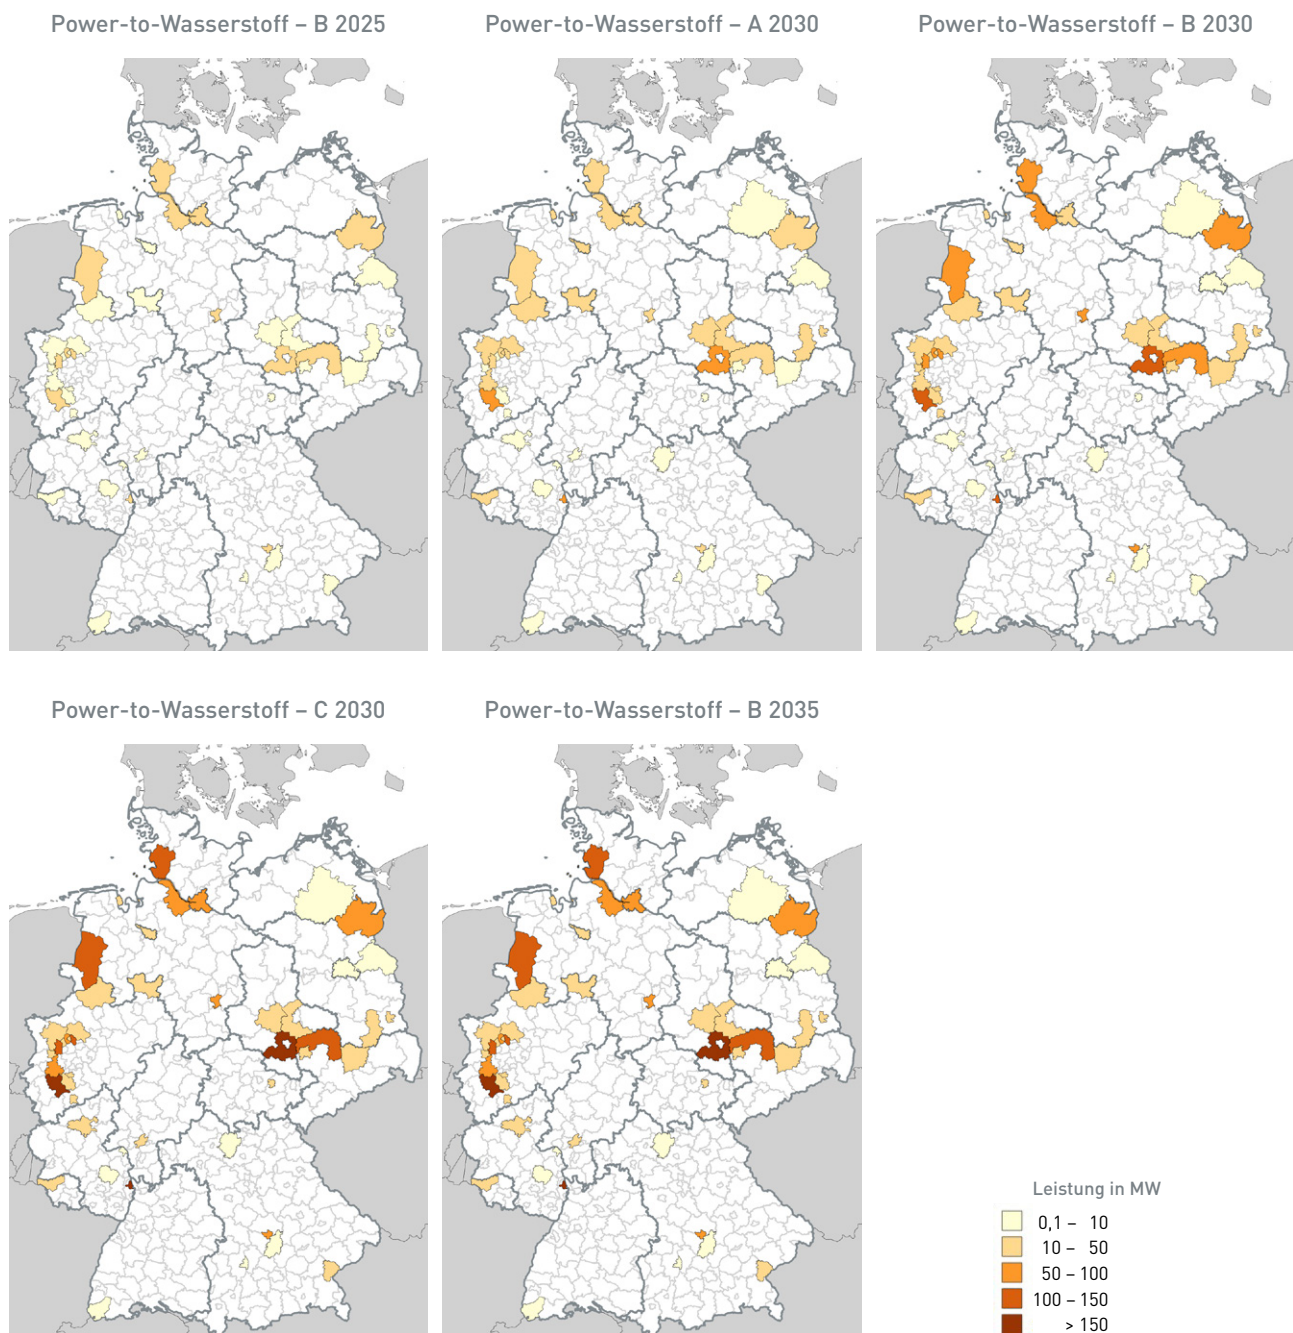 Power-to-Wasserstoff – B 2025
Power-to-Wasserstoff – A 2030
Power-to-Wasserstoff – B 2030
Power-to-Wasserstoff – C 2030
Power-to-Wasserstoff – B 2035
Leistung in MW
0,1 – 10
10 – 50
50 – 100
100 – 150
> 150